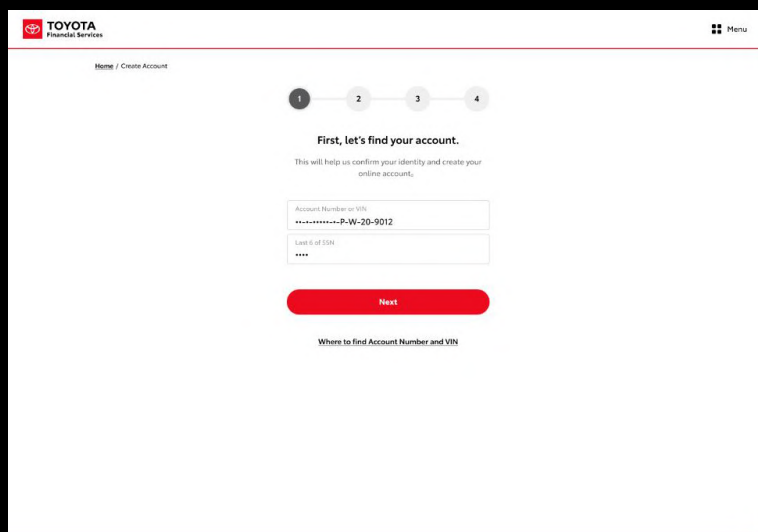 TOYOTA
Financial Services
Menu
Home / Create Account
1 2 3 4
First, let's find your account.
This will help us confirm your identity and create your
online account.
Account Number or VIN
••-•-•••••-•-P-W-20-9012
Last 6 of SSN
••••
Next
Where to find Account Number and VIN